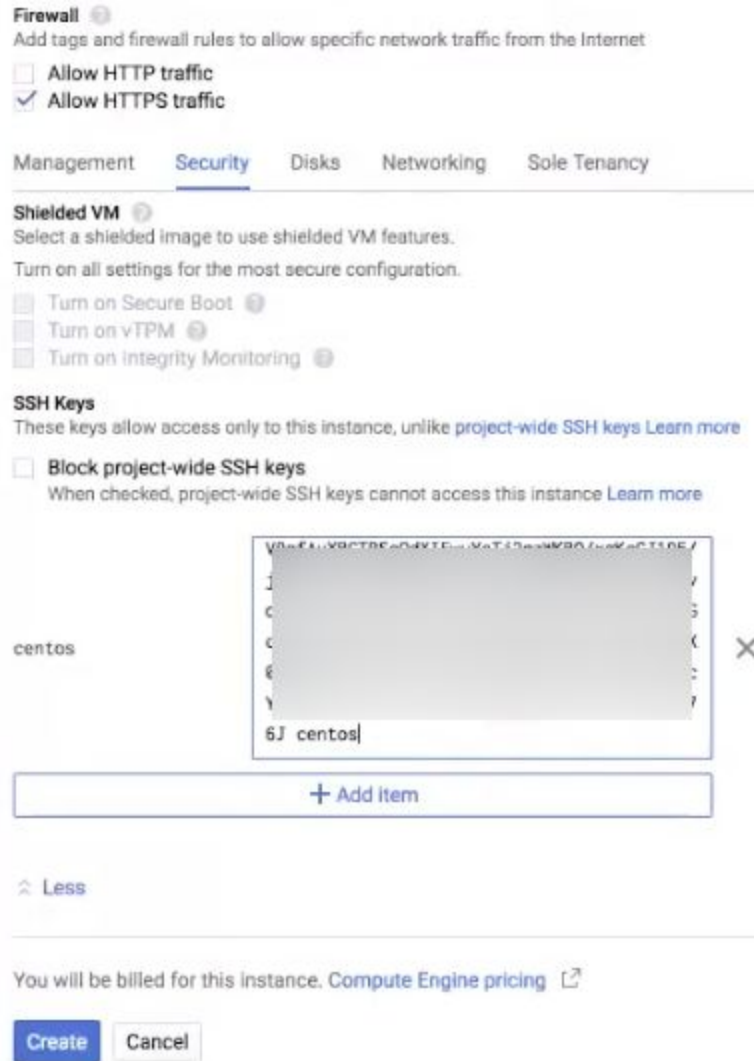 Firewall
Add tags and firewall rules to allow specific network traffic from the Internet
Allow HTTP traffic
Allow HTTPS traffic
Management Security Disks Networking Sole Tenancy
Shielded VM
Select a shielded image to use shielded VM features.
Turn on all settings for the most secure configuration.
Turn on Secure Boot
Turn on vTPM
Turn on Integrity Monitoring
SSH Keys
These keys allow access only to this instance, unlike project-wide SSH keys Learn more
Block project-wide SSH keys
When checked, project-wide SSH keys cannot access this instance Learn more
centos
6J centos
+ Add item
Less
You will be billed for this instance. Compute Engine pricing
Create Cancel